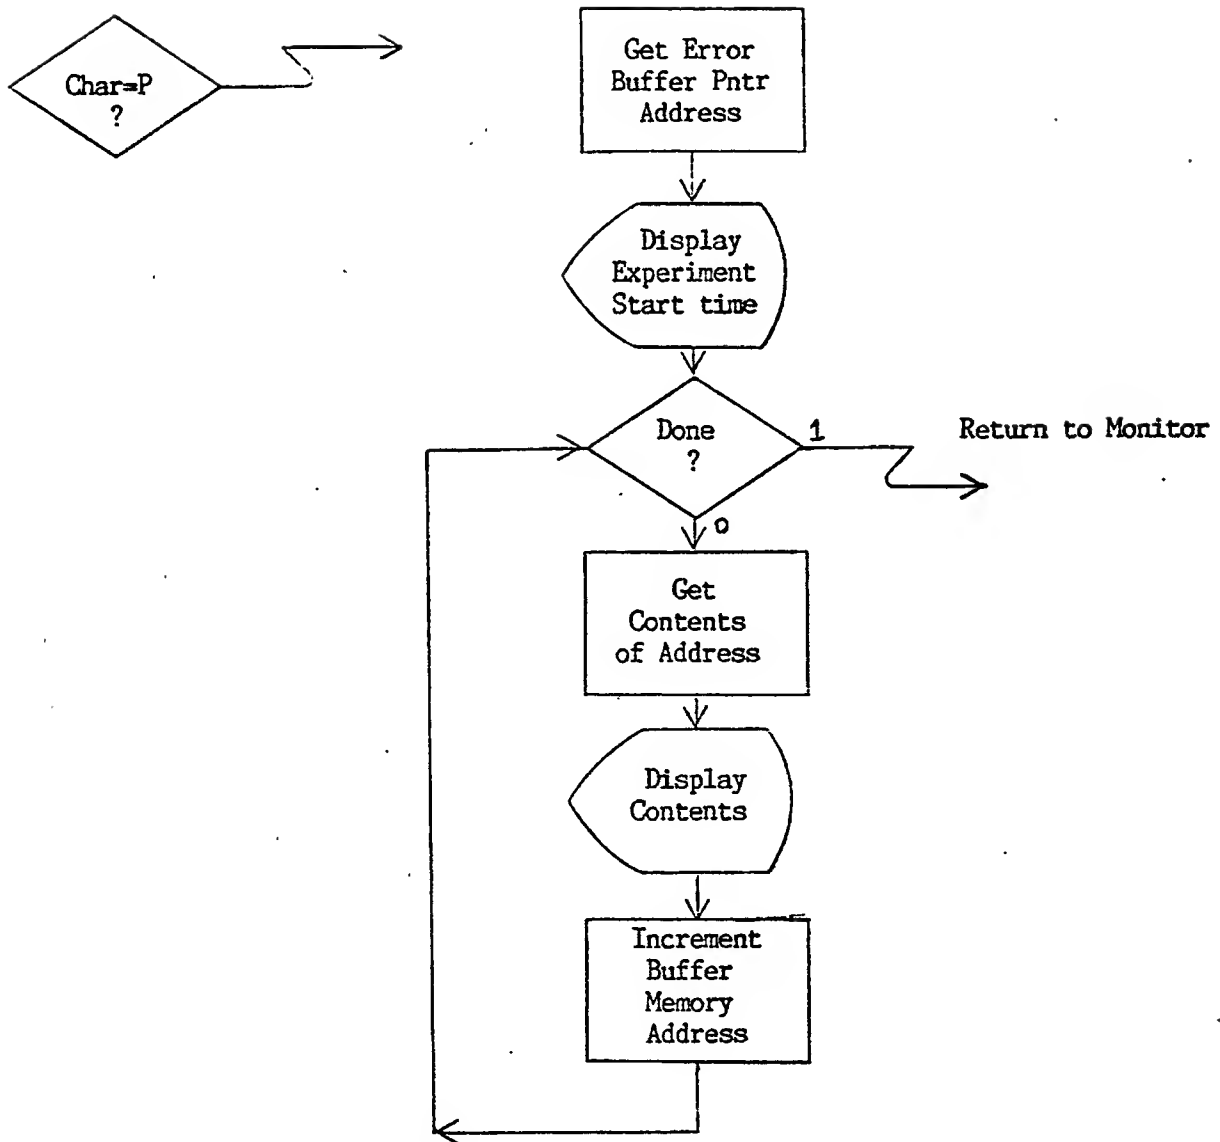 Char=P
?
Get Error
Buffer Pntr
Address
Display
Experiment
Start time
Done
?
1
Return to Monitor
0
Get
Contents
of Address
Display
Contents
Increment
Buffer
Memory
Address